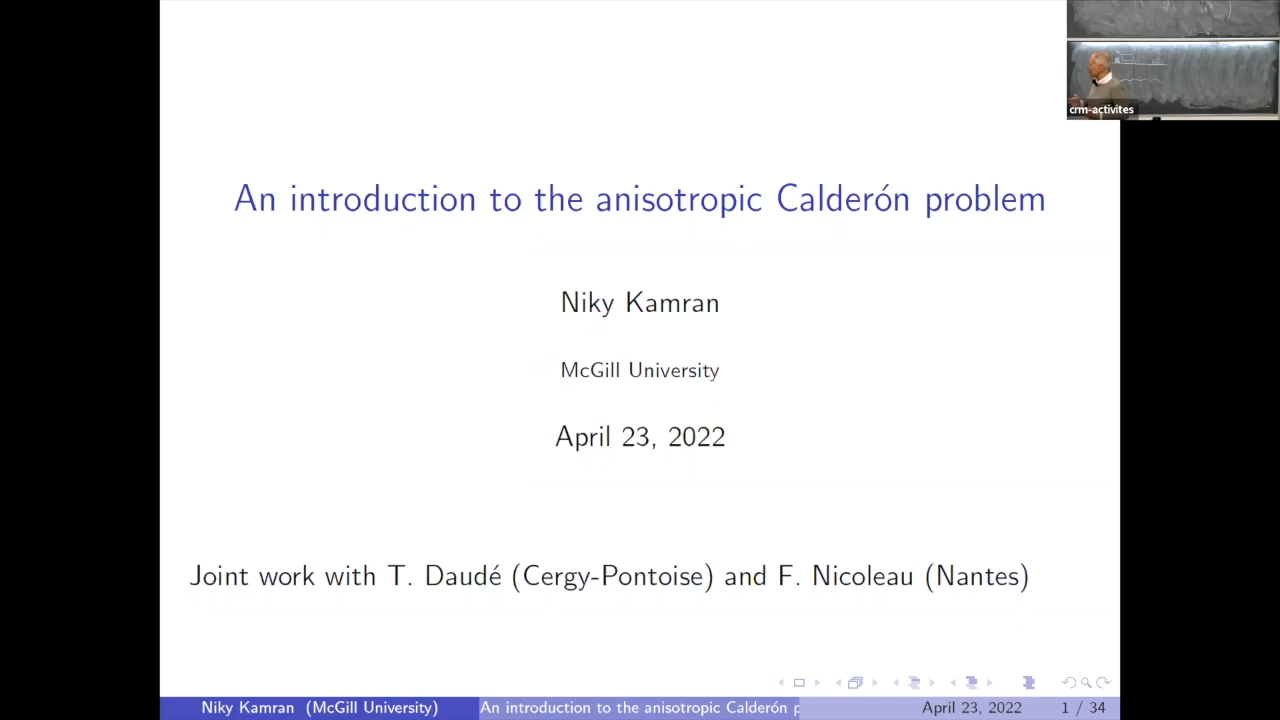 crm-activites
An introduction to the anisotropic Calderón problem
Niky Kamran
McGill University
April 23, 2022
Joint work with T. Daudé (Cergy-Pontoise) and F. Nicoleau (Nantes)
Niky Kamran (McGill University) An introduction to the anisotropic Calderón p April 23, 2022 1 / 34